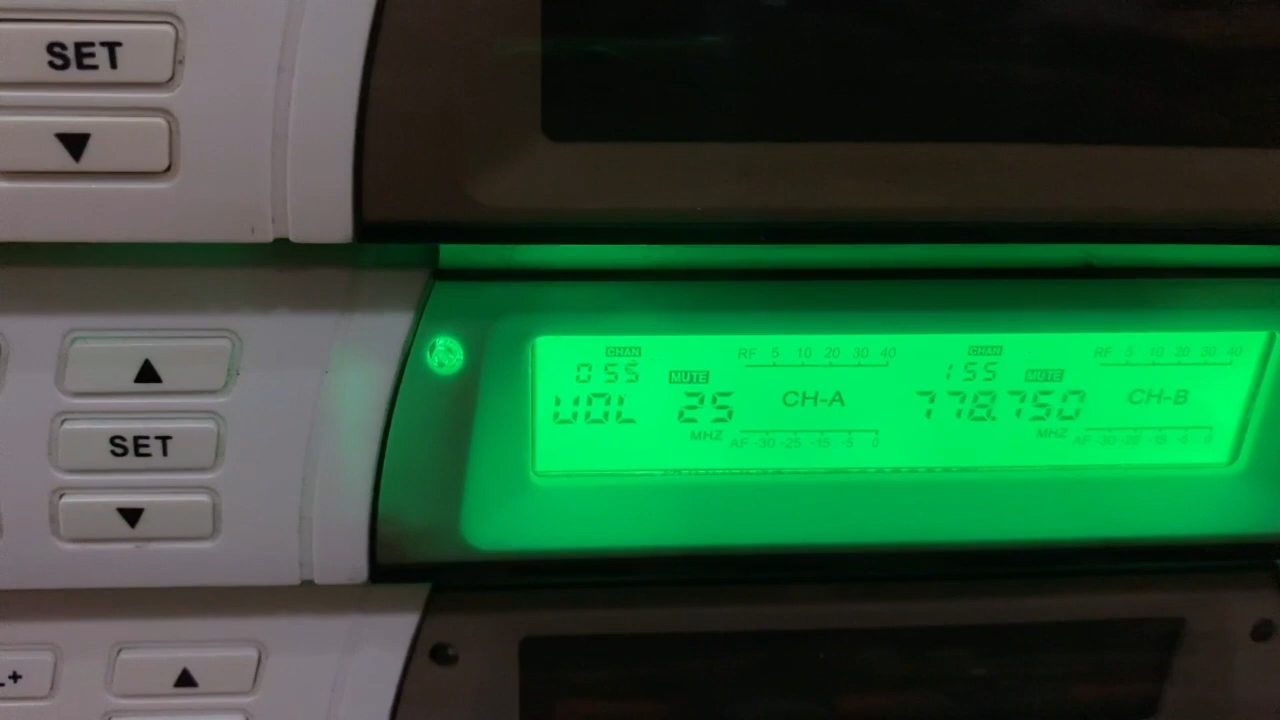 SET
▼
▲
SET
▼
CHAN
055
MUTE
VOL 25
MHZ
RF 5 10 20 30 40
CH-A
AF -30 -25 -15 -5 0
CHAN
155
MUTE
778.750
MHZ
RF 5 10 20 30 40
CH-B
AF -30 -25 -15 -5 0
+
▲